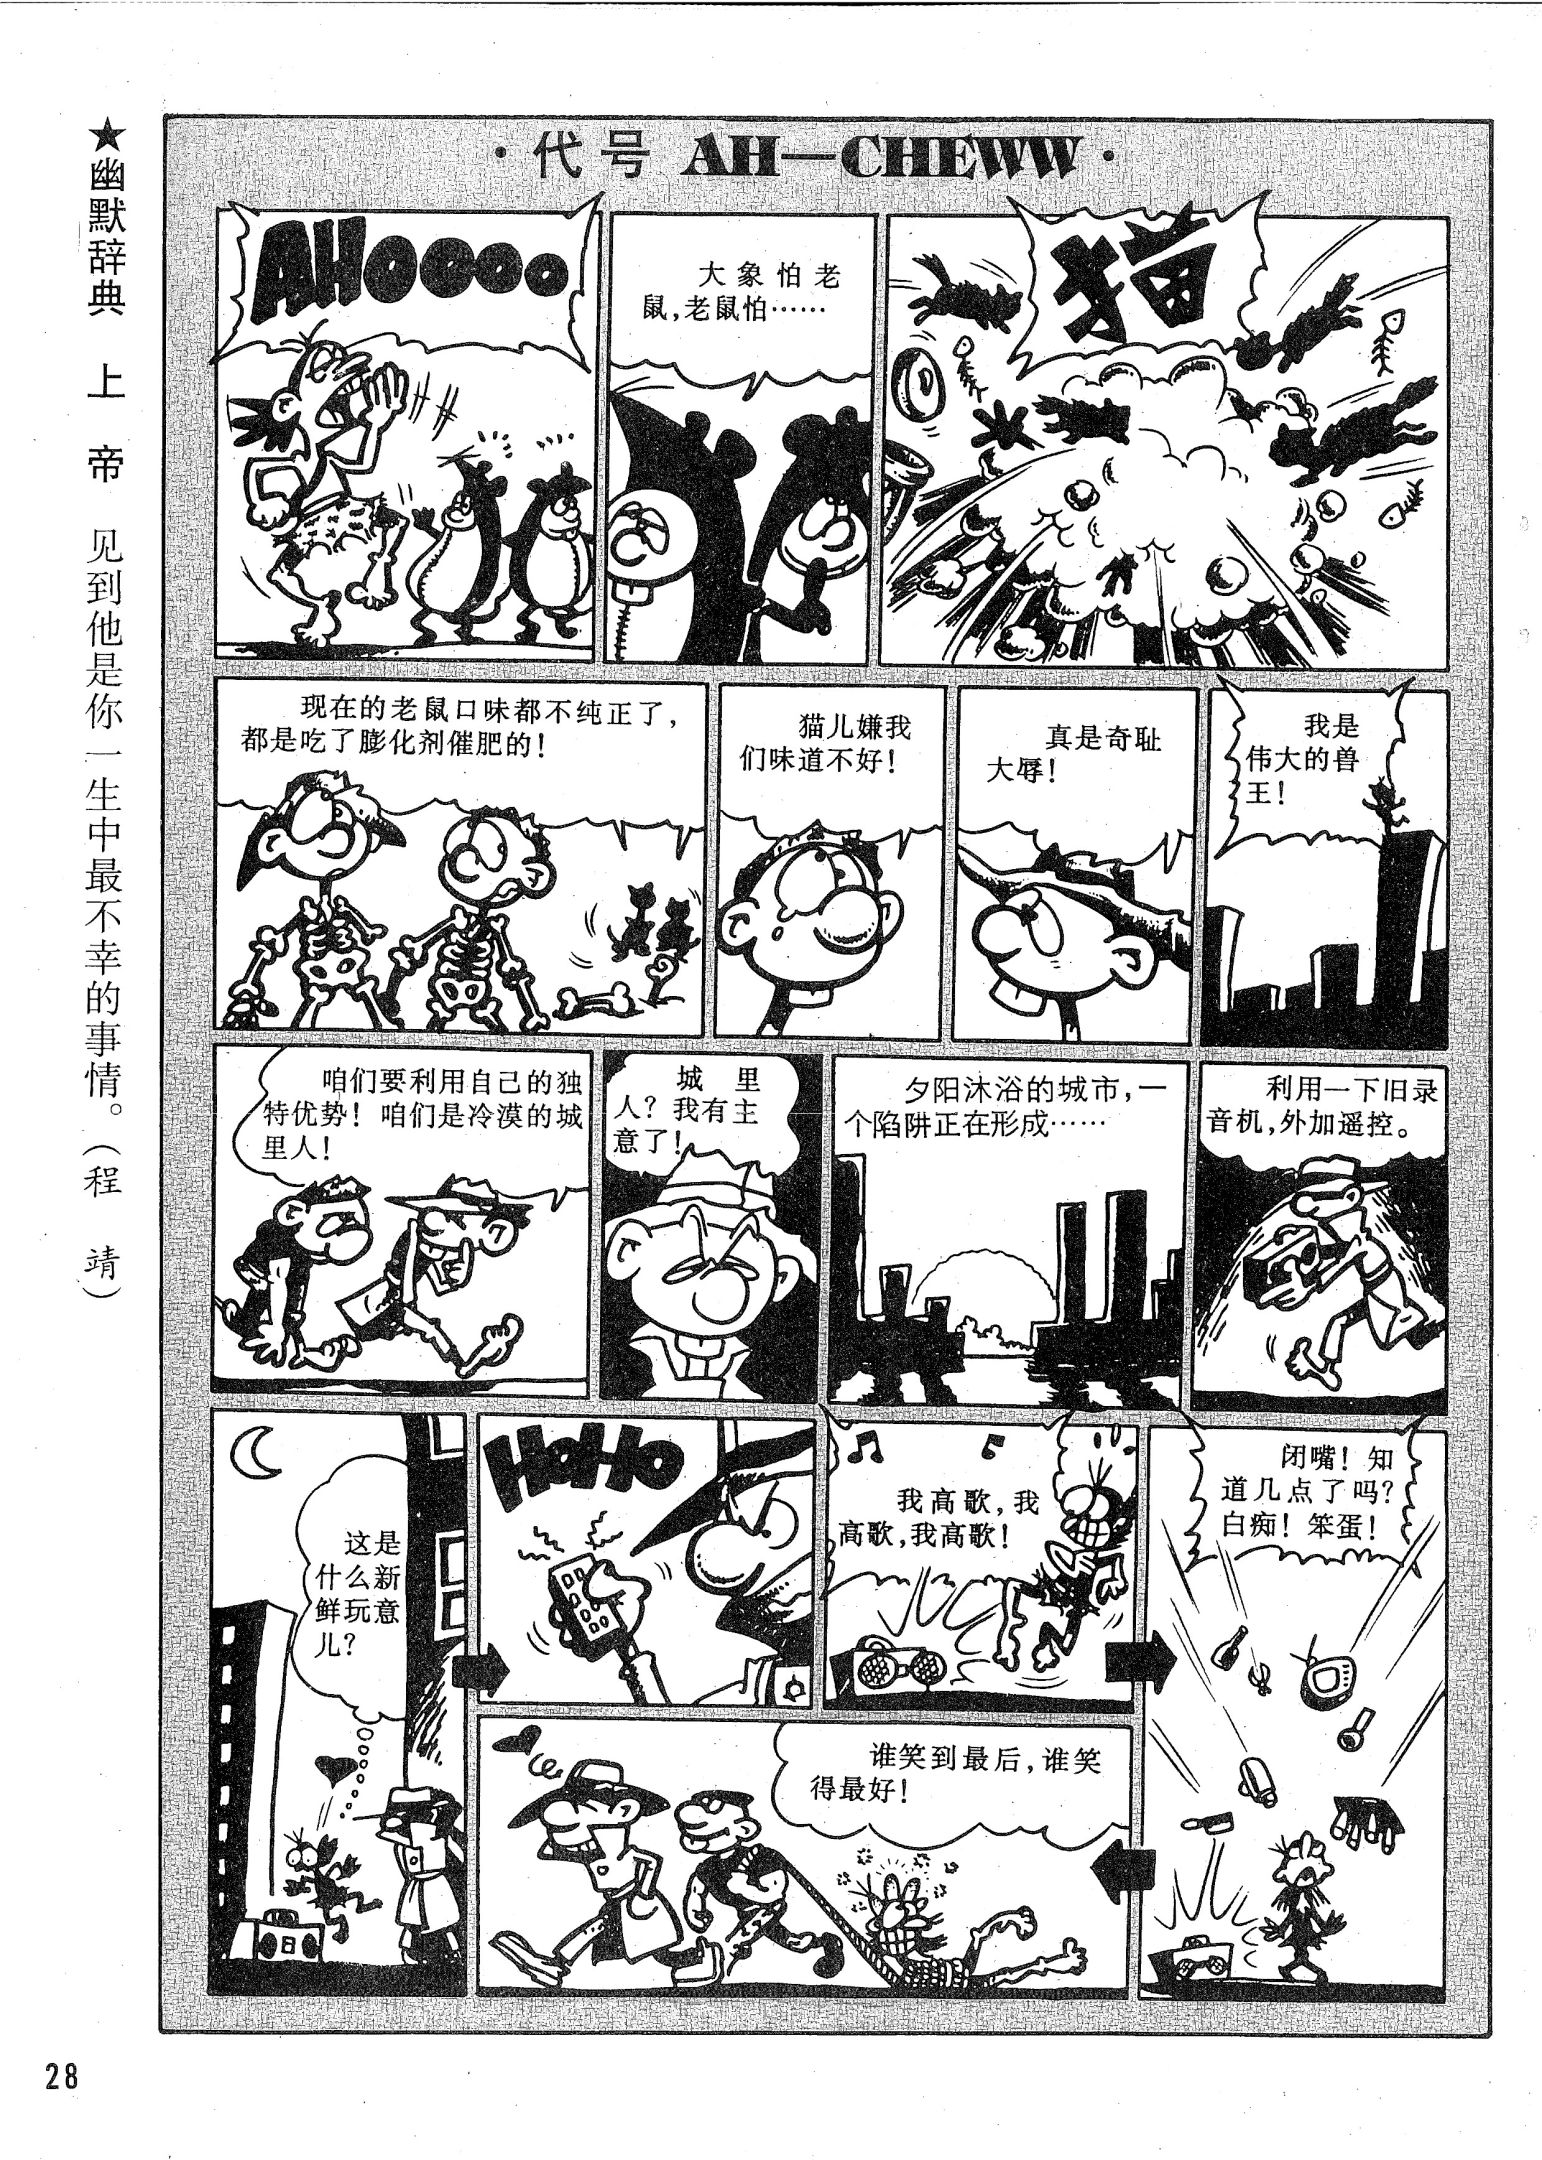 ·代号 AH—CHEWW·
AHOOOO
大象怕老
鼠,老鼠怕……
猫
现在的老鼠口味都不纯正了,
都是吃了膨化剂催肥的!
猫儿嫌我
们味道不好!
真是奇耻
大辱!
我是
伟大的兽
王!
咱们要利用自己的独
特优势!咱们是冷漠的城
里人!
城里
人?我有主
意了!
夕阳沐浴的城市,一
个陷阱正在形成……
利用一下旧录
音机,外加遥控。
这是
什么新
鲜玩意
儿?
HOHO
我高歌,我
高歌,我高歌!
闭嘴!知
道几点了吗?
白痴!笨蛋!
谁笑到最后,谁笑
得最好!
★幽默辞典 上 帝 见到他是你一生中最不幸的事情。(程 靖)
28